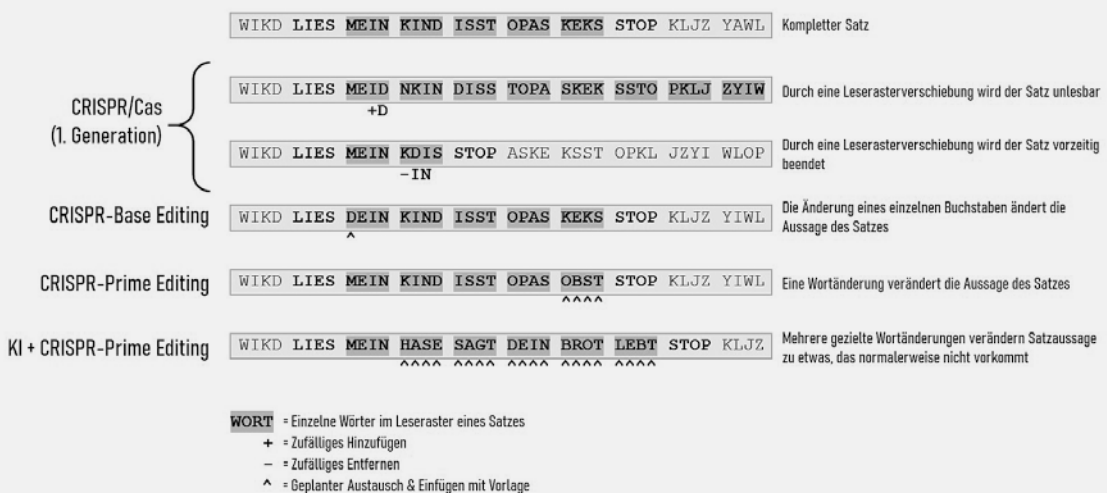 WIKD LIES MEIN KIND ISST OPAS KEKS STOP KLJZ YAWL Kompletter Satz
CRISPR/Cas
(1. Generation)
WIKD LIES MEID NKIN DISS TOPA SKEK SSTO PKLJ ZYIW Durch eine Leserasterverschiebung wird der Satz unlesbar
+D
WIKD LIES MEIN KDIS STOP ASKE KSST OPKL JZYI WLOP Durch eine Leserasterverschiebung wird der Satz vorzeitig
beendet
-IN
CRISPR-Base Editing WIKD LIES DEIN KIND ISST OPAS KEKS STOP KLJZ YIWL Die Änderung eines einzelnen Buchstaben ändert die
Aussage des Satzes
^
CRISPR-Prime Editing WIKD LIES MEIN KIND ISST OPAS OBST STOP KLJZ YIWL Eine Wortänderung verändert die Aussage des Satzes
^^^^
KI + CRISPR-Prime Editing WIKD LIES MEIN HASE SAGT DEIN BROT LEBT STOP KLJZ Mehrere gezielte Wortänderungen verändern Satzaussage
zu etwas, das normalerweise nicht vorkommt
^^^^ ^^^^ ^^^^ ^^^^ ^^^^
WORT = Einzelne Wörter im Leseraster eines Satzes
+ = Zufälliges Hinzufügen
- = Zufälliges Entfernen
^ = Geplanter Austausch & Einfügen mit Vorlage